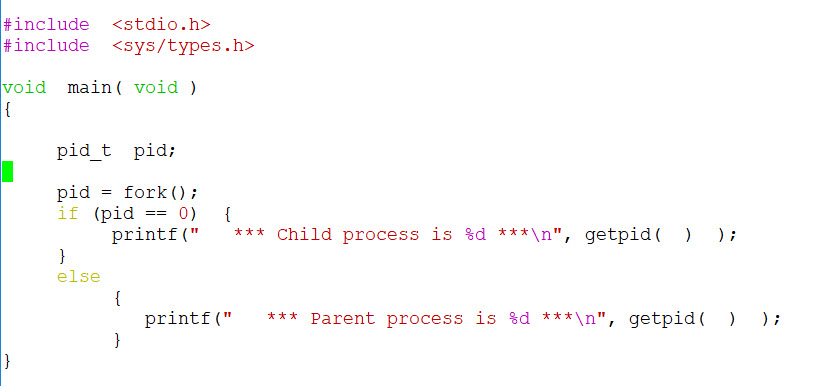 #include  <stdio.h>
#include  <sys/types.h>
void  main( void )
{
pid_t  pid;
pid = fork();
if (pid == 0)  {
printf("   *** Child process is %d ***\n", getpid(  )  );
}
else
{
printf("   *** Parent process is %d ***\n", getpid(  )  );
}
}